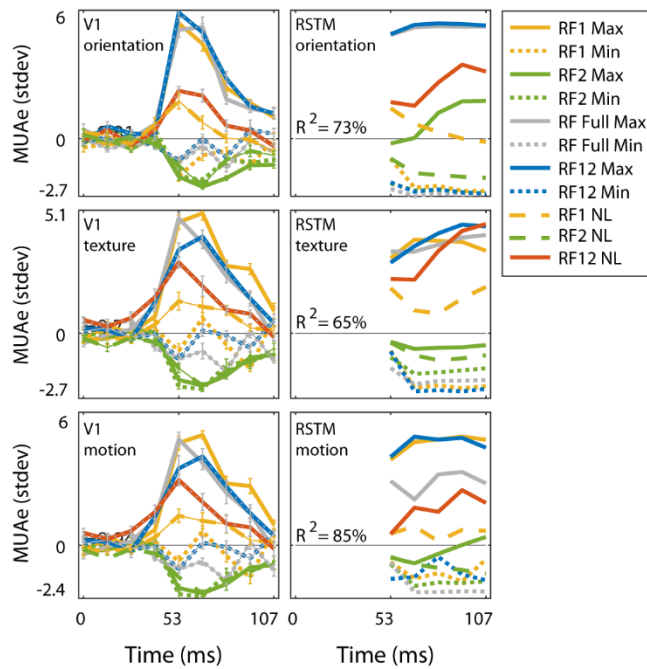 6
V1
orientation
RSTM
orientation
MUAe (stdev)
0
R² = 73%
-2.7
5.1
V1
texture
RSTM
texture
MUAe (stdev)
0
R² = 65%
-2.7
6
V1
motion
RSTM
motion
MUAe (stdev)
0
R² = 85%
-2.4
0
53
107
53
107
Time (ms)
Time (ms)
RF1 Max
RF1 Min
RF2 Max
RF2 Min
RF Full Max
RF Full Min
RF12 Max
RF12 Min
RF1 NL
RF2 NL
RF12 NL